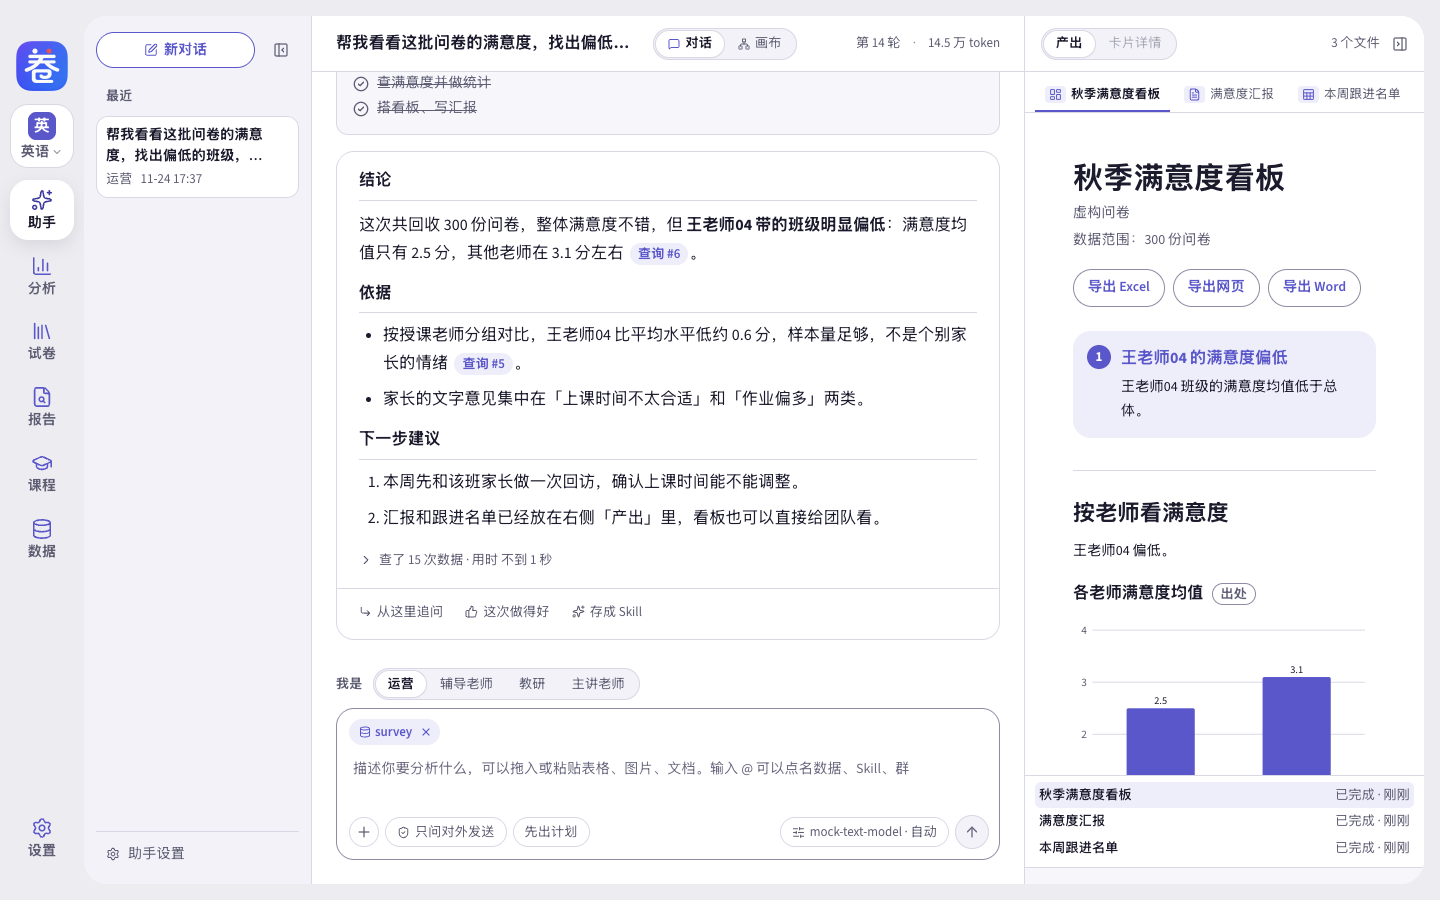 卷
英
英语
助手
分析
试卷
报告
课程
数据
设置
新对话
最近
帮我看看这批问卷的满意
度，找出偏低的班级，...
运营 11-24 17:37
助手设置
帮我看看这批问卷的满意度，找出偏低...
对话
画布
第 14 轮 · 14.5 万 token
查满意度并做统计
搭看板、写汇报
结论
这次共回收 300 份问卷，整体满意度不错，但 王老师04 带的班级明显偏低：满意度均
值只有 2.5 分，其他老师在 3.1 分左右 查询 #6 。
依据
• 按授课老师分组对比，王老师04 比平均水平低约 0.6 分，样本量足够，不是个别家
长的情绪 查询 #5 。
• 家长的文字意见集中在「上课时间不太合适」和「作业偏多」两类。
下一步建议
1. 本周先和该班家长做一次回访，确认上课时间能不能调整。
2. 汇报和跟进名单已经放在右侧「产出」里，看板也可以直接给团队看。
查了 15 次数据 · 用时 不到 1 秒
从这里追问 这次做得好 存成 Skill
我是 运营 辅导老师 教研 主讲老师
survey
描述你要分析什么，可以拖入或粘贴表格、图片、文档。输入 @ 可以点名数据、Skill、群
只问对外发送 先出计划 mock-text-model · 自动
产出 卡片详情 3 个文件
秋季满意度看板 满意度汇报 本周跟进名单
秋季满意度看板
虚构问卷
数据范围：300 份问卷
导出 Excel 导出网页 导出 Word
1 王老师04 的满意度偏低
王老师04 班级的满意度均值低于总
体。
按老师看满意度
王老师04 偏低。
各老师满意度均值 出处
4
3.1
3
2.5
2
秋季满意度看板 已完成 · 刚刚
满意度汇报 已完成 · 刚刚
本周跟进名单 已完成 · 刚刚